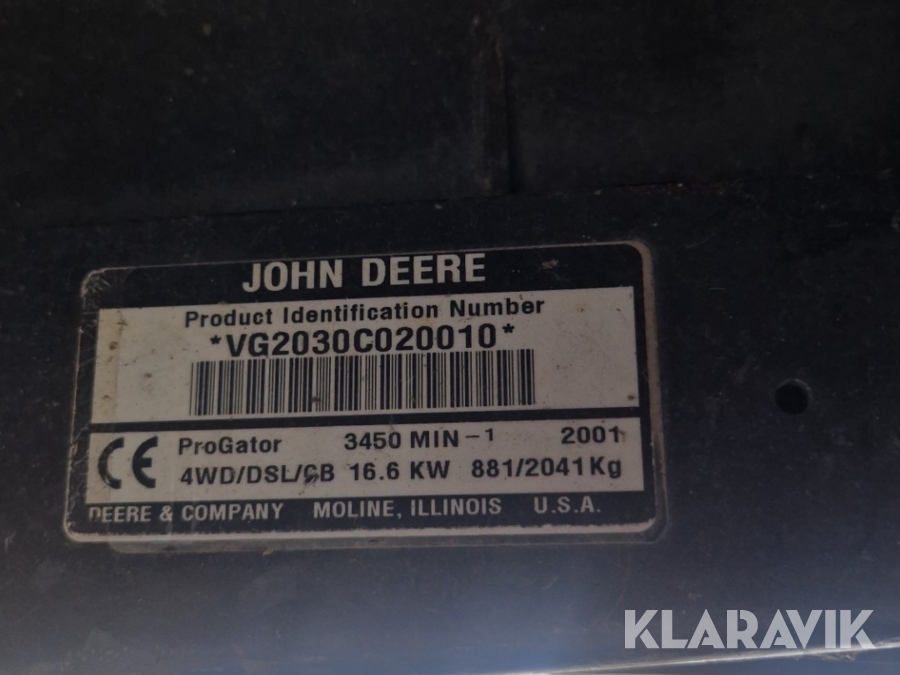 JOHN DEERE
Product Identification Number
*VG2030C020010*
CE ProGator 3450 MIN-1 2001
4WD/DSL/CB 16.6 KW 881/2041Kg
DEERE & COMPANY MOLINE, ILLINOIS U.S.A.
KLARAVIK